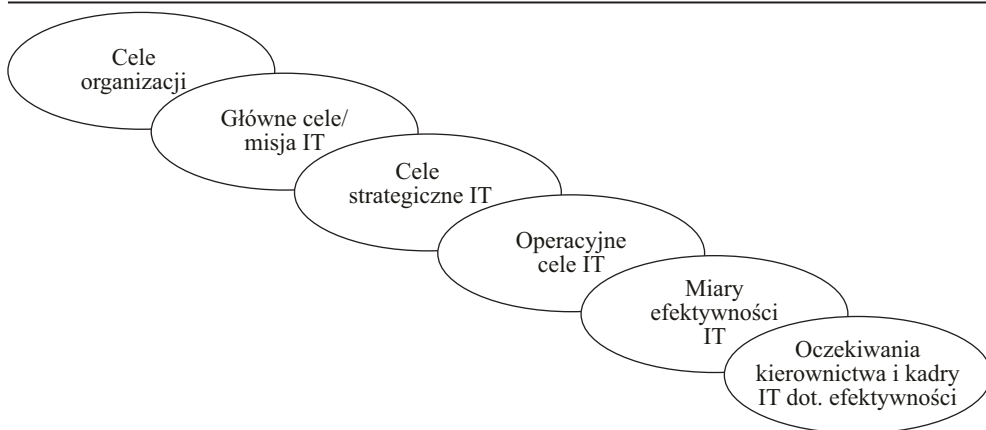 Cele
organizacji
Główne cele/
misja IT
Cele
strategiczne IT
Operacyjne
cele IT
Miary
efektywności
IT
Oczekiwania
kierownictwa i kadry
IT dot. efektywności